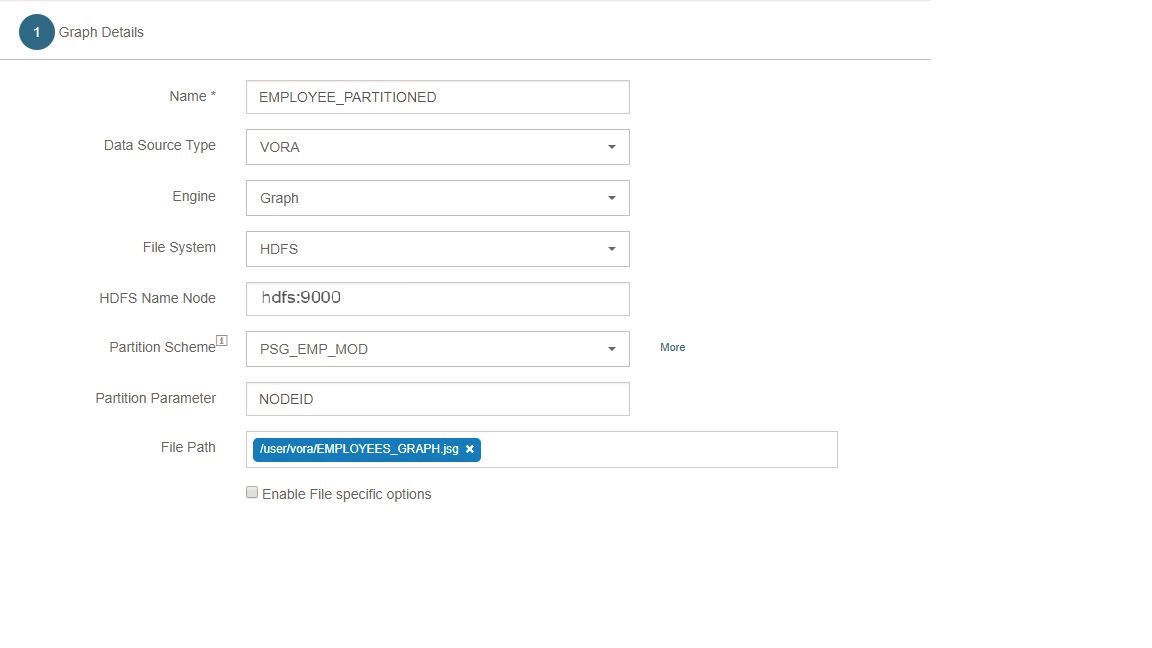 1 Graph Details
Name * EMPLOYEE_PARTITIONED
Data Source Type VORA
Engine Graph
File System HDFS
HDFS Name Node hdfs:9000
Partition Scheme i PSG_EMP_MOD More
Partition Parameter NODEID
File Path /user/vora/EMPLOYEES_GRAPH.jsg ×
Enable File specific options